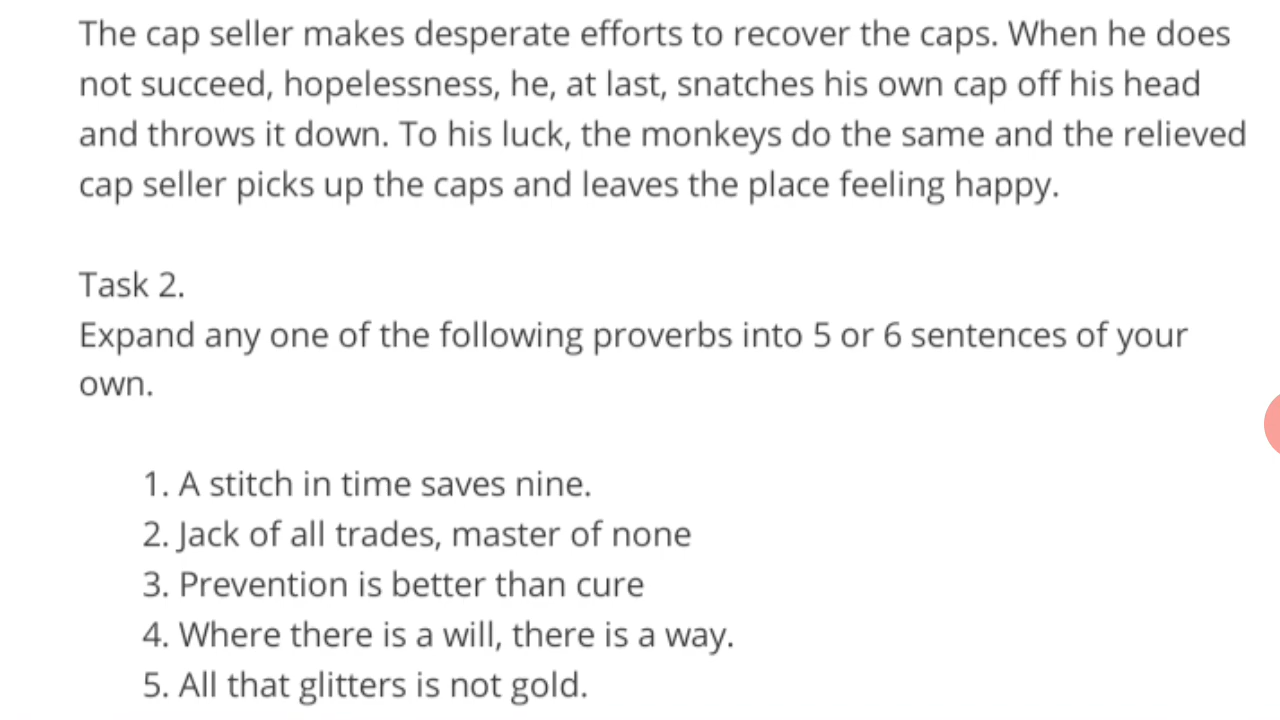 The cap seller makes desperate efforts to recover the caps. When he does
not succeed, hopelessness, he, at last, snatches his own cap off his head
and throws it down. To his luck, the monkeys do the same and the relieved
cap seller picks up the caps and leaves the place feeling happy.
Task 2.
Expand any one of the following proverbs into 5 or 6 sentences of your
own.
1. A stitch in time saves nine.
2. Jack of all trades, master of none
3. Prevention is better than cure
4. Where there is a will, there is a way.
5. All that glitters is not gold.